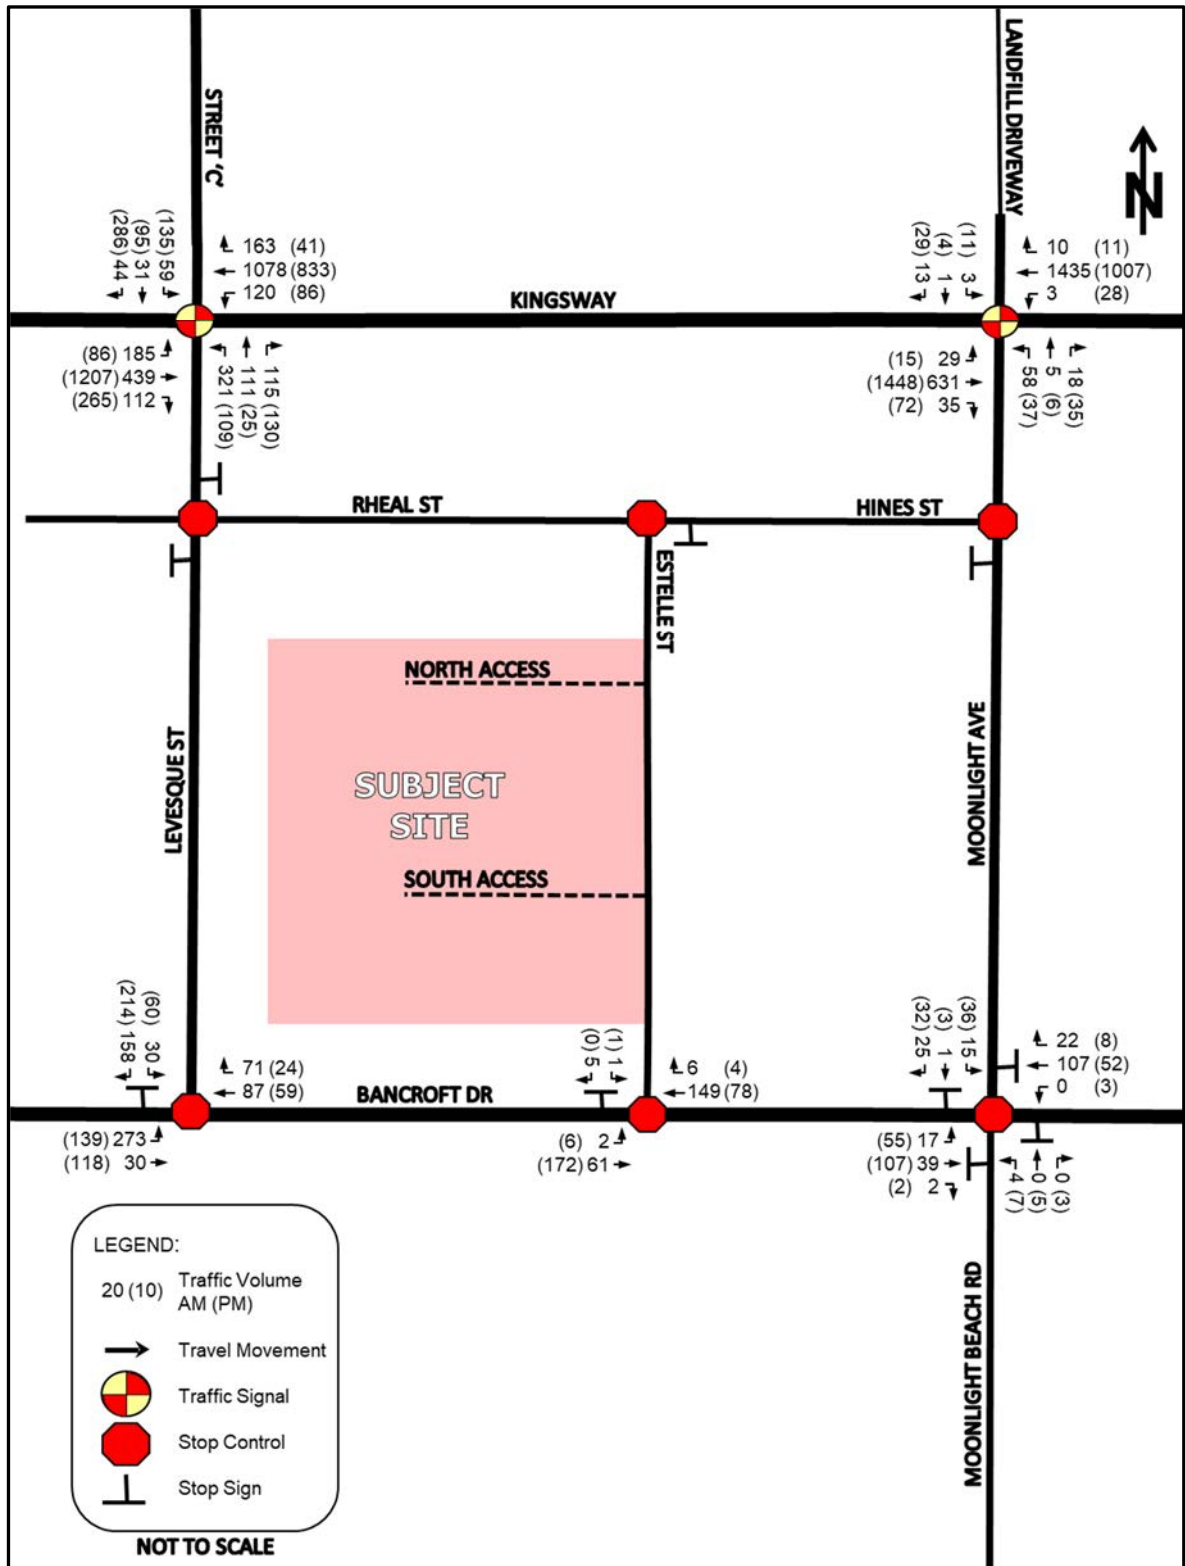 STREET 'C'
LANDFILL DRIVEWAY
N
(286) 44
(95) 31
(135) 59
163 (41)
1078 (833)
120 (86)
(29) 13
(4) 1
(11) 3
10 (11)
1435 (1007)
3 (28)
KINGSWAY
(86) 185
(1207) 439
(265) 112
321 (109)
111 (25)
115 (130)
(15) 29
(1448) 631
(72) 35
58 (37)
5 (6)
18 (35)
RHEAL ST
HINES ST
ESTELLE ST
NORTH ACCESS
LEVESQUE ST
SUBJECT
SITE
MOONLIGHT AVE
SOUTH ACCESS
(214) 158
(60) 30
71 (24)
87 (59)
BANCROFT DR
(0) 5
(1) 1
6 (4)
149 (78)
(32) 25
(3) 1
(36) 15
22 (8)
107 (52)
0 (3)
(139) 273
(118) 30
(6) 2
(172) 61
(55) 17
(107) 39
(2) 2
4 (7)
0 (5)
0 (3)
MOONLIGHT BEACH RD
LEGEND:
20 (10) Traffic Volume
AM (PM)
Travel Movement
Traffic Signal
Stop Control
Stop Sign
NOT TO SCALE